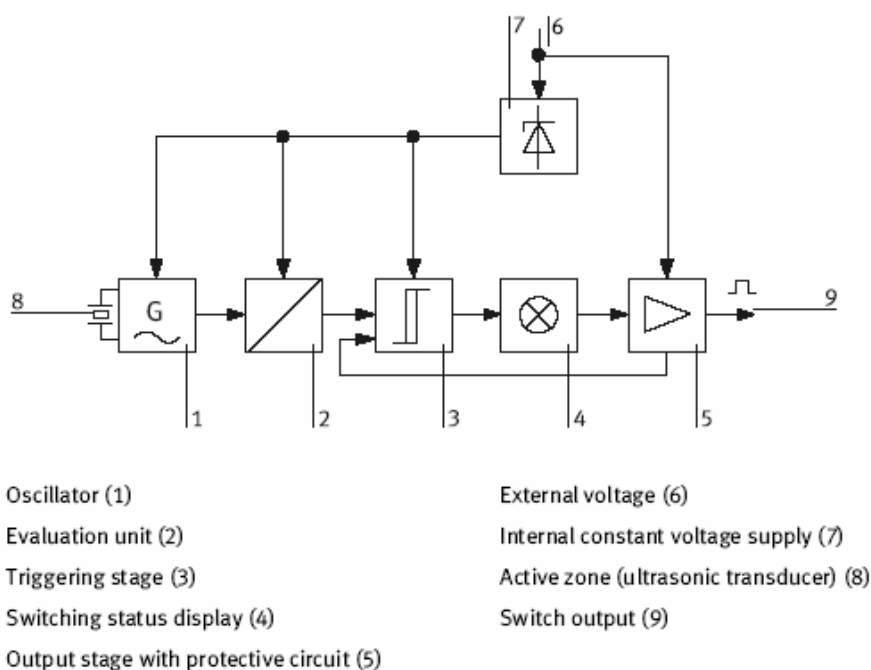 7 6
8
G
9
1 2 3 4 5
Oscillator (1)
Evaluation unit (2)
Triggering stage (3)
Switching status display (4)
Output stage with protective circuit (5)
External voltage (6)
Internal constant voltage supply (7)
Active zone (ultrasonic transducer) (8)
Switch output (9)